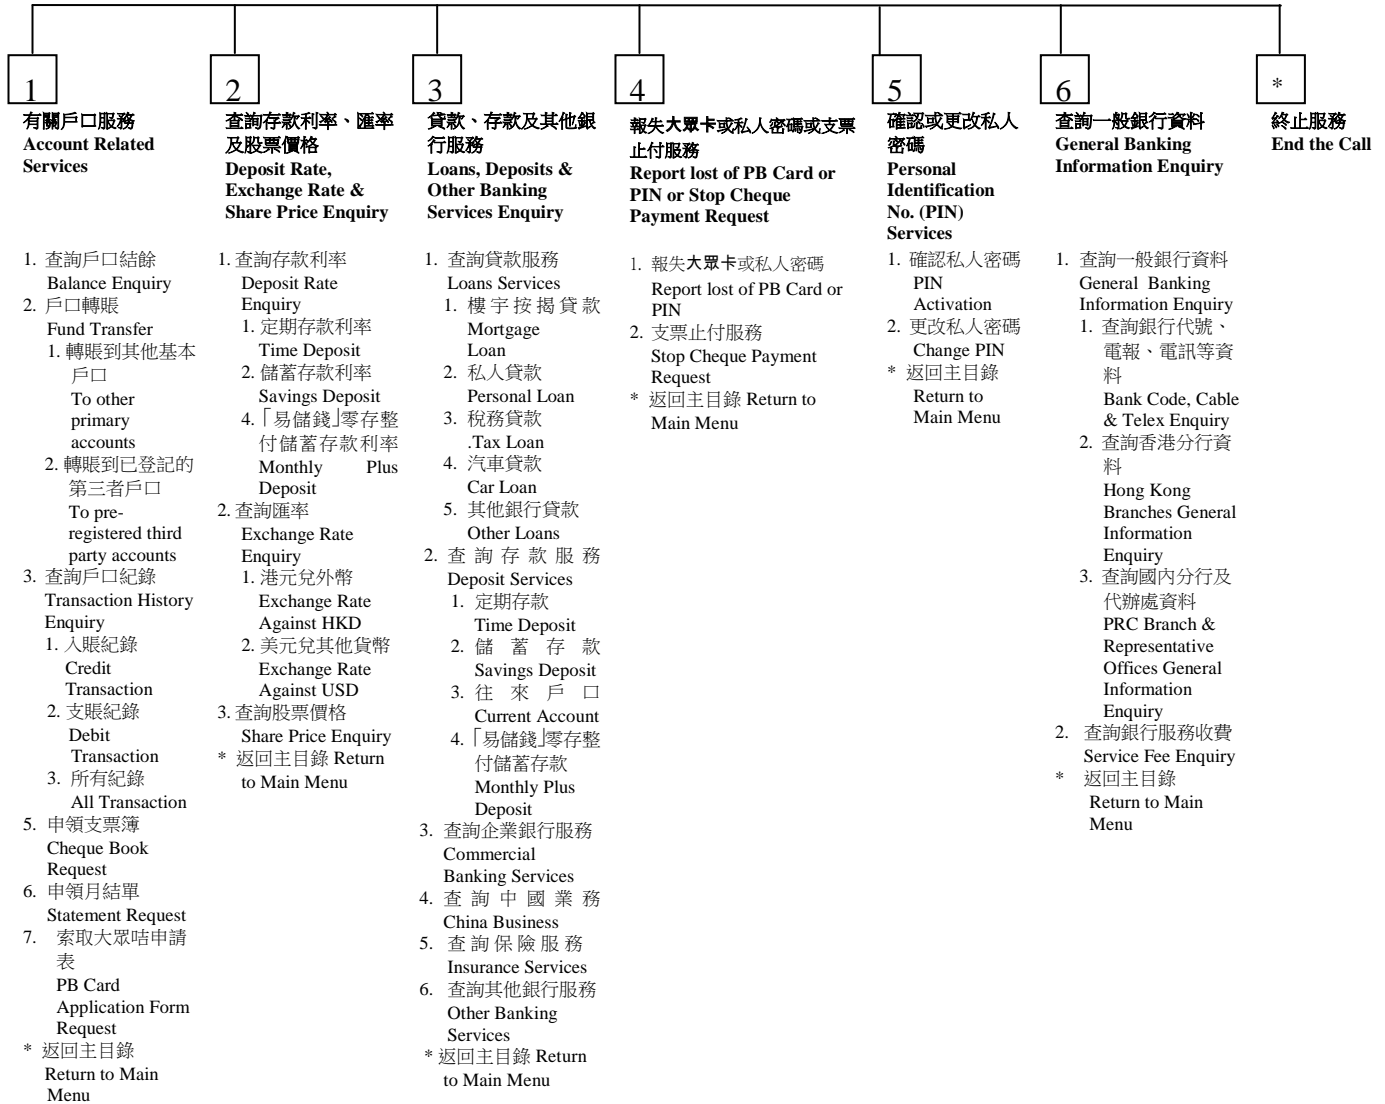 1
有關戶口服務
Account Related
Services
1. 查詢戶口結餘
Balance Enquiry
2. 戶口轉賬
Fund Transfer
1. 轉賬到其他基本
戶口
To other
primary
accounts
2. 轉賬到已登記的
第三者戶口
To pre-
registered third
party accounts
3. 查詢戶口紀錄
Transaction History
Enquiry
1. 入賬紀錄
Credit
Transaction
2. 支賬紀錄
Debit
Transaction
3. 所有紀錄
All Transaction
5. 申領支票簿
Cheque Book
Request
6. 申領月結單
Statement Request
7. 索取大眾咭申請
表
PB Card
Application Form
Request
* 返回主目錄
Return to Main
Menu
2
查詢存款利率、匯率
及股票價格
Deposit Rate,
Exchange Rate &
Share Price Enquiry
1. 查詢存款利率
Deposit Rate
Enquiry
1. 定期存款利率
Time Deposit
2. 儲蓄存款利率
Savings Deposit
4.「易儲錢」零存整
付儲蓄存款利率
Monthly Plus
Deposit
2. 查詢匯率
Exchange Rate
Enquiry
1. 港元兌外幣
Exchange Rate
Against HKD
2. 美元兌其他貨幣
Exchange Rate
Against USD
3. 查詢股票價格
Share Price Enquiry
* 返回主目錄 Return
to Main Menu
3
貸款、存款及其他銀
行服務
Loans, Deposits &
Other Banking
Services Enquiry
1. 查詢貸款服務
Loans Services
1. 樓宇按揭貸款
Mortgage
Loan
2. 私人貸款
Personal Loan
3. 稅務貸款
.Tax Loan
4. 汽車貸款
Car Loan
5. 其他銀行貸款
Other Loans
2. 查詢存款服務
Deposit Services
1. 定期存款
Time Deposit
2. 儲蓄存款
Savings Deposit
3. 往來戶口
Current Account
4.「易儲錢」零存整
付儲蓄存款
Monthly Plus
Deposit
3. 查詢企業銀行服務
Commercial
Banking Services
4. 查詢中國業務
China Business
5. 查詢保險服務
Insurance Services
6. 查詢其他銀行服務
Other Banking
Services
* 返回主目錄 Return
to Main Menu
4
報失大眾卡或私人密碼或支票
止付服務
Report lost of PB Card or
PIN or Stop Cheque
Payment Request
1. 報失大眾卡或私人密碼
Report lost of PB Card or
PIN
2. 支票止付服務
Stop Cheque Payment
Request
* 返回主目錄 Return to
Main Menu
5
確認或更改私人
密碼
Personal
Identification
No. (PIN)
Services
1. 確認私人密碼
PIN
Activation
2. 更改私人密碼
Change PIN
* 返回主目錄
Return to
Main Menu
6
查詢一般銀行資料
General Banking
Information Enquiry
1. 查詢一般銀行資料
General Banking
Information Enquiry
1. 查詢銀行代號、
電報、電訊等資
料
Bank Code, Cable
& Telex Enquiry
2. 查詢香港分行資
料
Hong Kong
Branches General
Information
Enquiry
3. 查詢國內分行及
代辦處資料
PRC Branch &
Representative
Offices General
Information
Enquiry
2. 查詢銀行服務收費
Service Fee Enquiry
* 返回主目錄
Return to Main
Menu
*
終止服務
End the Call